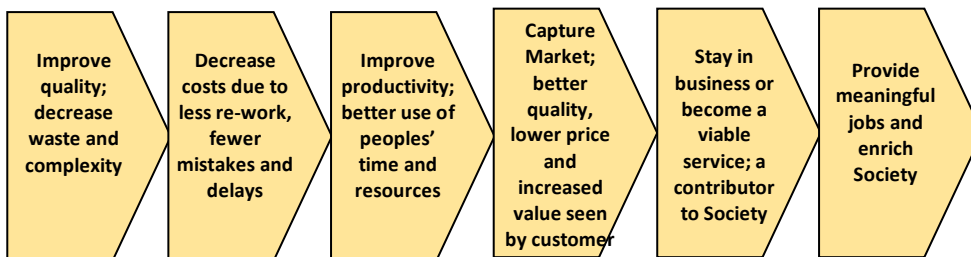 Improve
quality;
decrease
waste and
complexity
Decrease
costs due to
less re-work,
fewer
mistakes and
delays
Improve
productivity;
better use of
peoples’
time and
resources
Capture
Market;
better
quality,
lower price
and
increased
value seen
by customer
Stay in
business or
become a
viable
service; a
contributor
to Society
Provide
meaningful
jobs and
enrich
Society